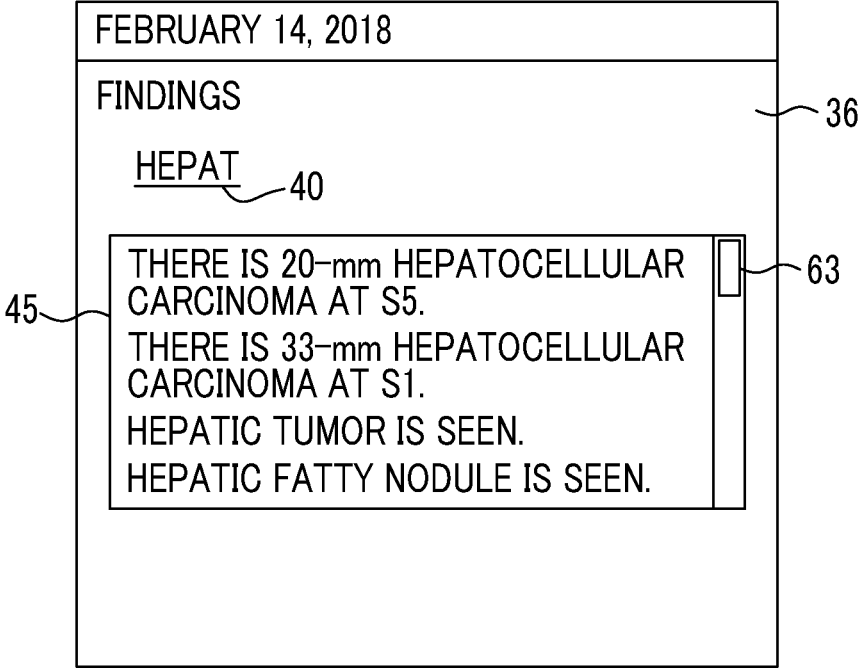 FEBRUARY 14, 2018
FINDINGS
36
HEPAT
40
THERE IS 20-mm HEPATOCELLULAR
CARCINOMA AT S5.
63
45
THERE IS 33-mm HEPATOCELLULAR
CARCINOMA AT S1.
HEPATIC TUMOR IS SEEN.
HEPATIC FATTY NODULE IS SEEN.